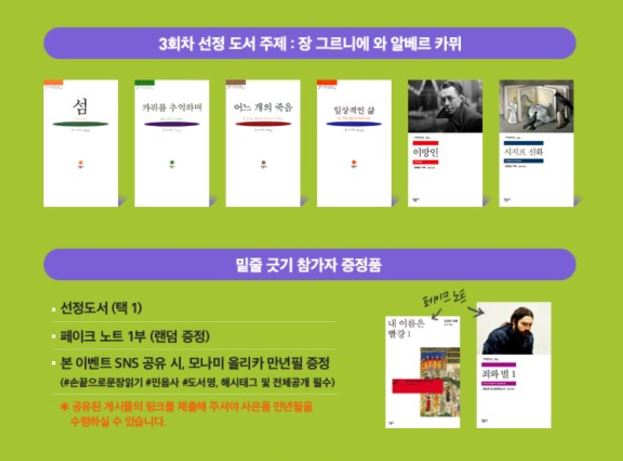 3회차 선정 도서 주제 : 장 그르니에 와 알베르 카뮈
섬
카뮈를 추억하며
어느 개의 죽음
일상적인 삶
이방인
시지프 신화
밑줄 긋기 참가자 증정품
선정도서 (택 1)
페이크 노트 1부 (랜덤 증정)
본 이벤트 SNS 공유 시, 모나미 올리카 만년필 증정
(#손끝으로문장읽기 #민음사 #도서명, 해시태그 및 전체공개 필수)
* 공유된 게시물의 링크를 제출해 주셔야 사은품 만년필을
수령하실 수 있습니다.
페이크 노트
내 이름은
빨강 1
죄와 벌 1